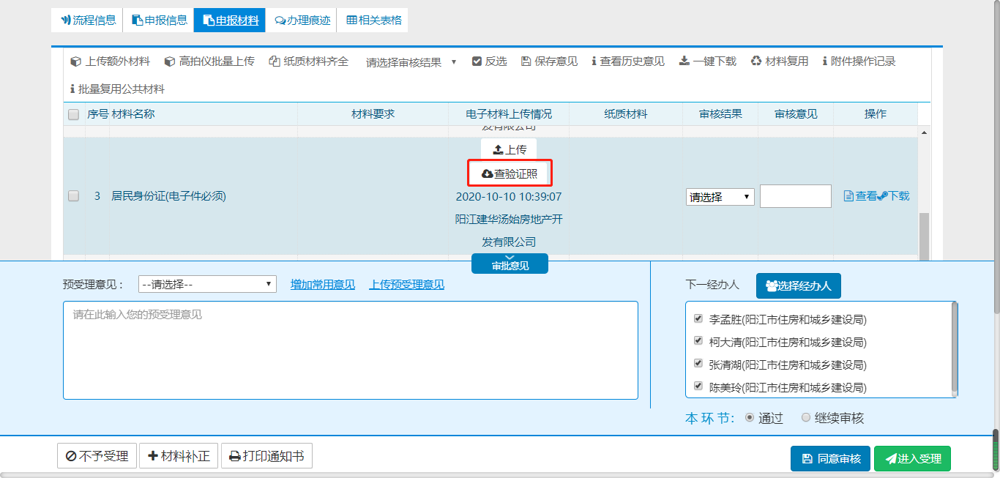 流程信息 申报信息 申报材料 办理痕迹 相关表格
上传额外材料 高拍仪批量上传 纸质材料齐全 请选择审核结果 反选 保存意见 查看历史意见 一键下载 材料复用 附件操作记录
批量复用公共材料
序号 材料名称 材料要求 电子材料上传情况 纸质材料 审核结果 审核意见 操作
发有限公司
上传
查验证照
3 居民身份证(电子件必须) 2020-10-10 10:39:07 请选择 查看 下载
阳江建华汤始房地产开
发有限公司
审批意见
预受理意见： --请选择-- 增加常用意见 上传预受理意见
请在此输入您的预受理意见
下一经办人 选择经办人
李孟胜(阳江市住房和城乡建设局)
柯大清(阳江市住房和城乡建设局)
张清湖(阳江市住房和城乡建设局)
陈美玲(阳江市住房和城乡建设局)
本 环 节： 通过 继续审核
不予受理 材料补正 打印通知书 同意审核 进入受理